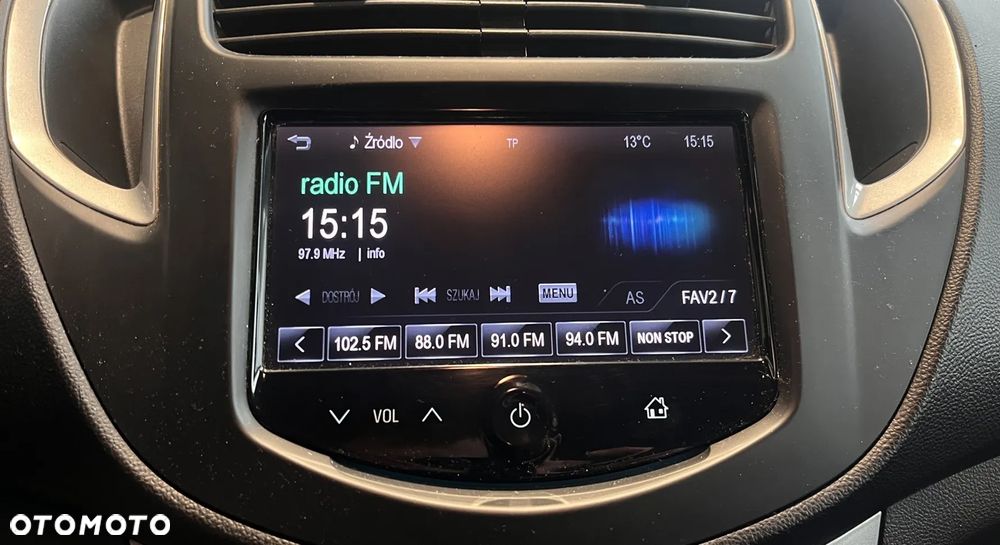 Źródlo TP 13°C 15:15
radio FM
15:15
97.9 MHz | info
DOSTRÓJ SZUKAJ MENU AS FAV2 / 7
102.5 FM 88.0 FM 91.0 FM 94.0 FM NON STOP
VOL
OTOMOTO